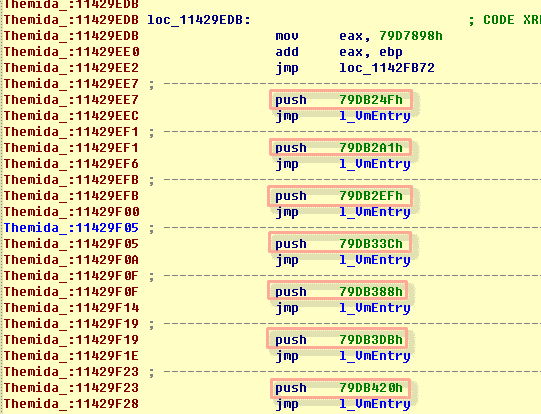 Themida_:11429EDB
Themida_:11429EDB loc_11429EDB: ; CODE XRE
Themida_:11429EDB mov eax, 79D7898h
Themida_:11429EE0 add eax, ebp
Themida_:11429EE2 jmp loc_1142FB72
Themida_:11429EE7 ; ---------------------------------------------------------------------------
Themida_:11429EE7 push 79DB24Fh
Themida_:11429EEC jmp l_VmEntry
Themida_:11429EF1 ; ---------------------------------------------------------------------------
Themida_:11429EF1 push 79DB2A1h
Themida_:11429EF6 jmp l_VmEntry
Themida_:11429EFB ; ---------------------------------------------------------------------------
Themida_:11429EFB push 79DB2EFh
Themida_:11429F00 jmp l_VmEntry
Themida_:11429F05 ; ---------------------------------------------------------------------------
Themida_:11429F05 push 79DB33Ch
Themida_:11429F0A jmp l_VmEntry
Themida_:11429F0F ; ---------------------------------------------------------------------------
Themida_:11429F0F push 79DB388h
Themida_:11429F14 jmp l_VmEntry
Themida_:11429F19 ; ---------------------------------------------------------------------------
Themida_:11429F19 push 79DB3DBh
Themida_:11429F1E jmp l_VmEntry
Themida_:11429F23 ; ---------------------------------------------------------------------------
Themida_:11429F23 push 79DB420h
Themida_:11429F28 jmp l_VmEntry